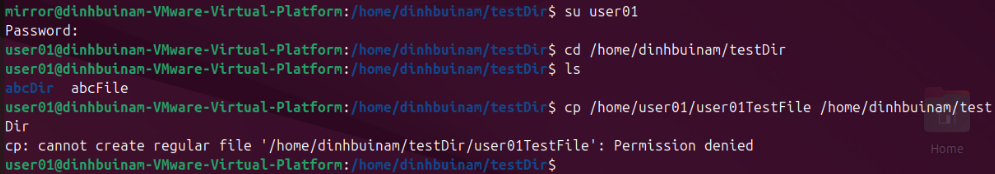 mirror@dinhbuinam-VMware-Virtual-Platform:/home/dinhbuinam/testDir$ su user01
Password:
user01@dinhbuinam-VMware-Virtual-Platform:/home/dinhbuinam/testDir$ cd /home/dinhbuinam/testDir
user01@dinhbuinam-VMware-Virtual-Platform:/home/dinhbuinam/testDir$ ls
abcDir  abcFile
user01@dinhbuinam-VMware-Virtual-Platform:/home/dinhbuinam/testDir$ cp /home/user01/user01TestFile /home/dinhbuinam/test
Dir
cp: cannot create regular file '/home/dinhbuinam/testDir/user01TestFile': Permission denied
Home
user01@dinhbuinam-VMware-Virtual-Platform:/home/dinhbuinam/testDir$